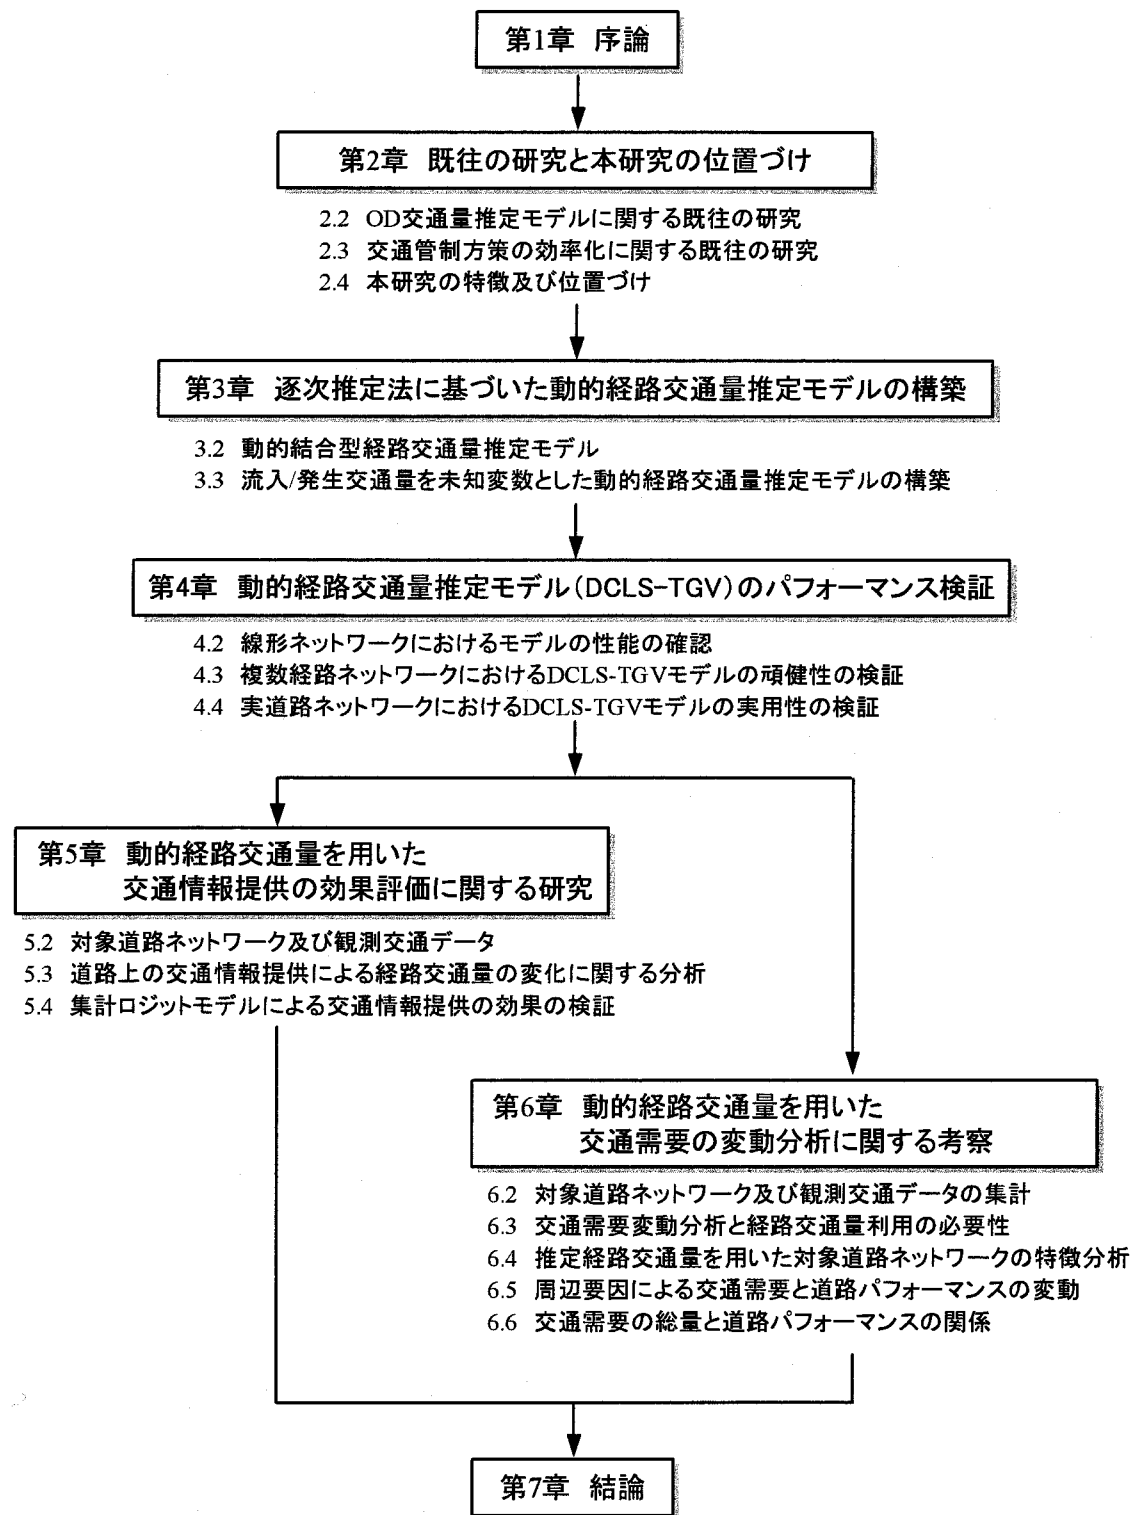 第1章 序論
第2章 既往の研究と本研究の位置づけ
2.2 OD交通量推定モデルに関する既往の研究
2.3 交通管制方策の効率化に関する既往の研究
2.4 本研究の特徴及び位置づけ
第3章 逐次推定法に基づいた動的経路交通量推定モデルの構築
3.2 動的結合型経路交通量推定モデル
3.3 流入/発生交通量を未知変数とした動的経路交通量推定モデルの構築
第4章 動的経路交通量推定モデル(DCLS-TGV)のパフォーマンス検証
4.2 線形ネットワークにおけるモデルの性能の確認
4.3 複数経路ネットワークにおけるDCLS-TGVモデルの頑健性の検証
4.4 実道路ネットワークにおけるDCLS-TGVモデルの実用性の検証
第5章 動的経路交通量を用いた
交通情報提供の効果評価に関する研究
5.2 対象道路ネットワーク及び観測交通データ
5.3 道路上の交通情報提供による経路交通量の変化に関する分析
5.4 集計ロジットモデルによる交通情報提供の効果の検証
第6章 動的経路交通量を用いた
交通需要の変動分析に関する考察
6.2 対象道路ネットワーク及び観測交通データの集計
6.3 交通需要変動分析と経路交通量利用の必要性
6.4 推定経路交通量を用いた対象道路ネットワークの特徴分析
6.5 周辺要因による交通需要と道路パフォーマンスの変動
6.6 交通需要の総量と道路パフォーマンスの関係
第7章 結論